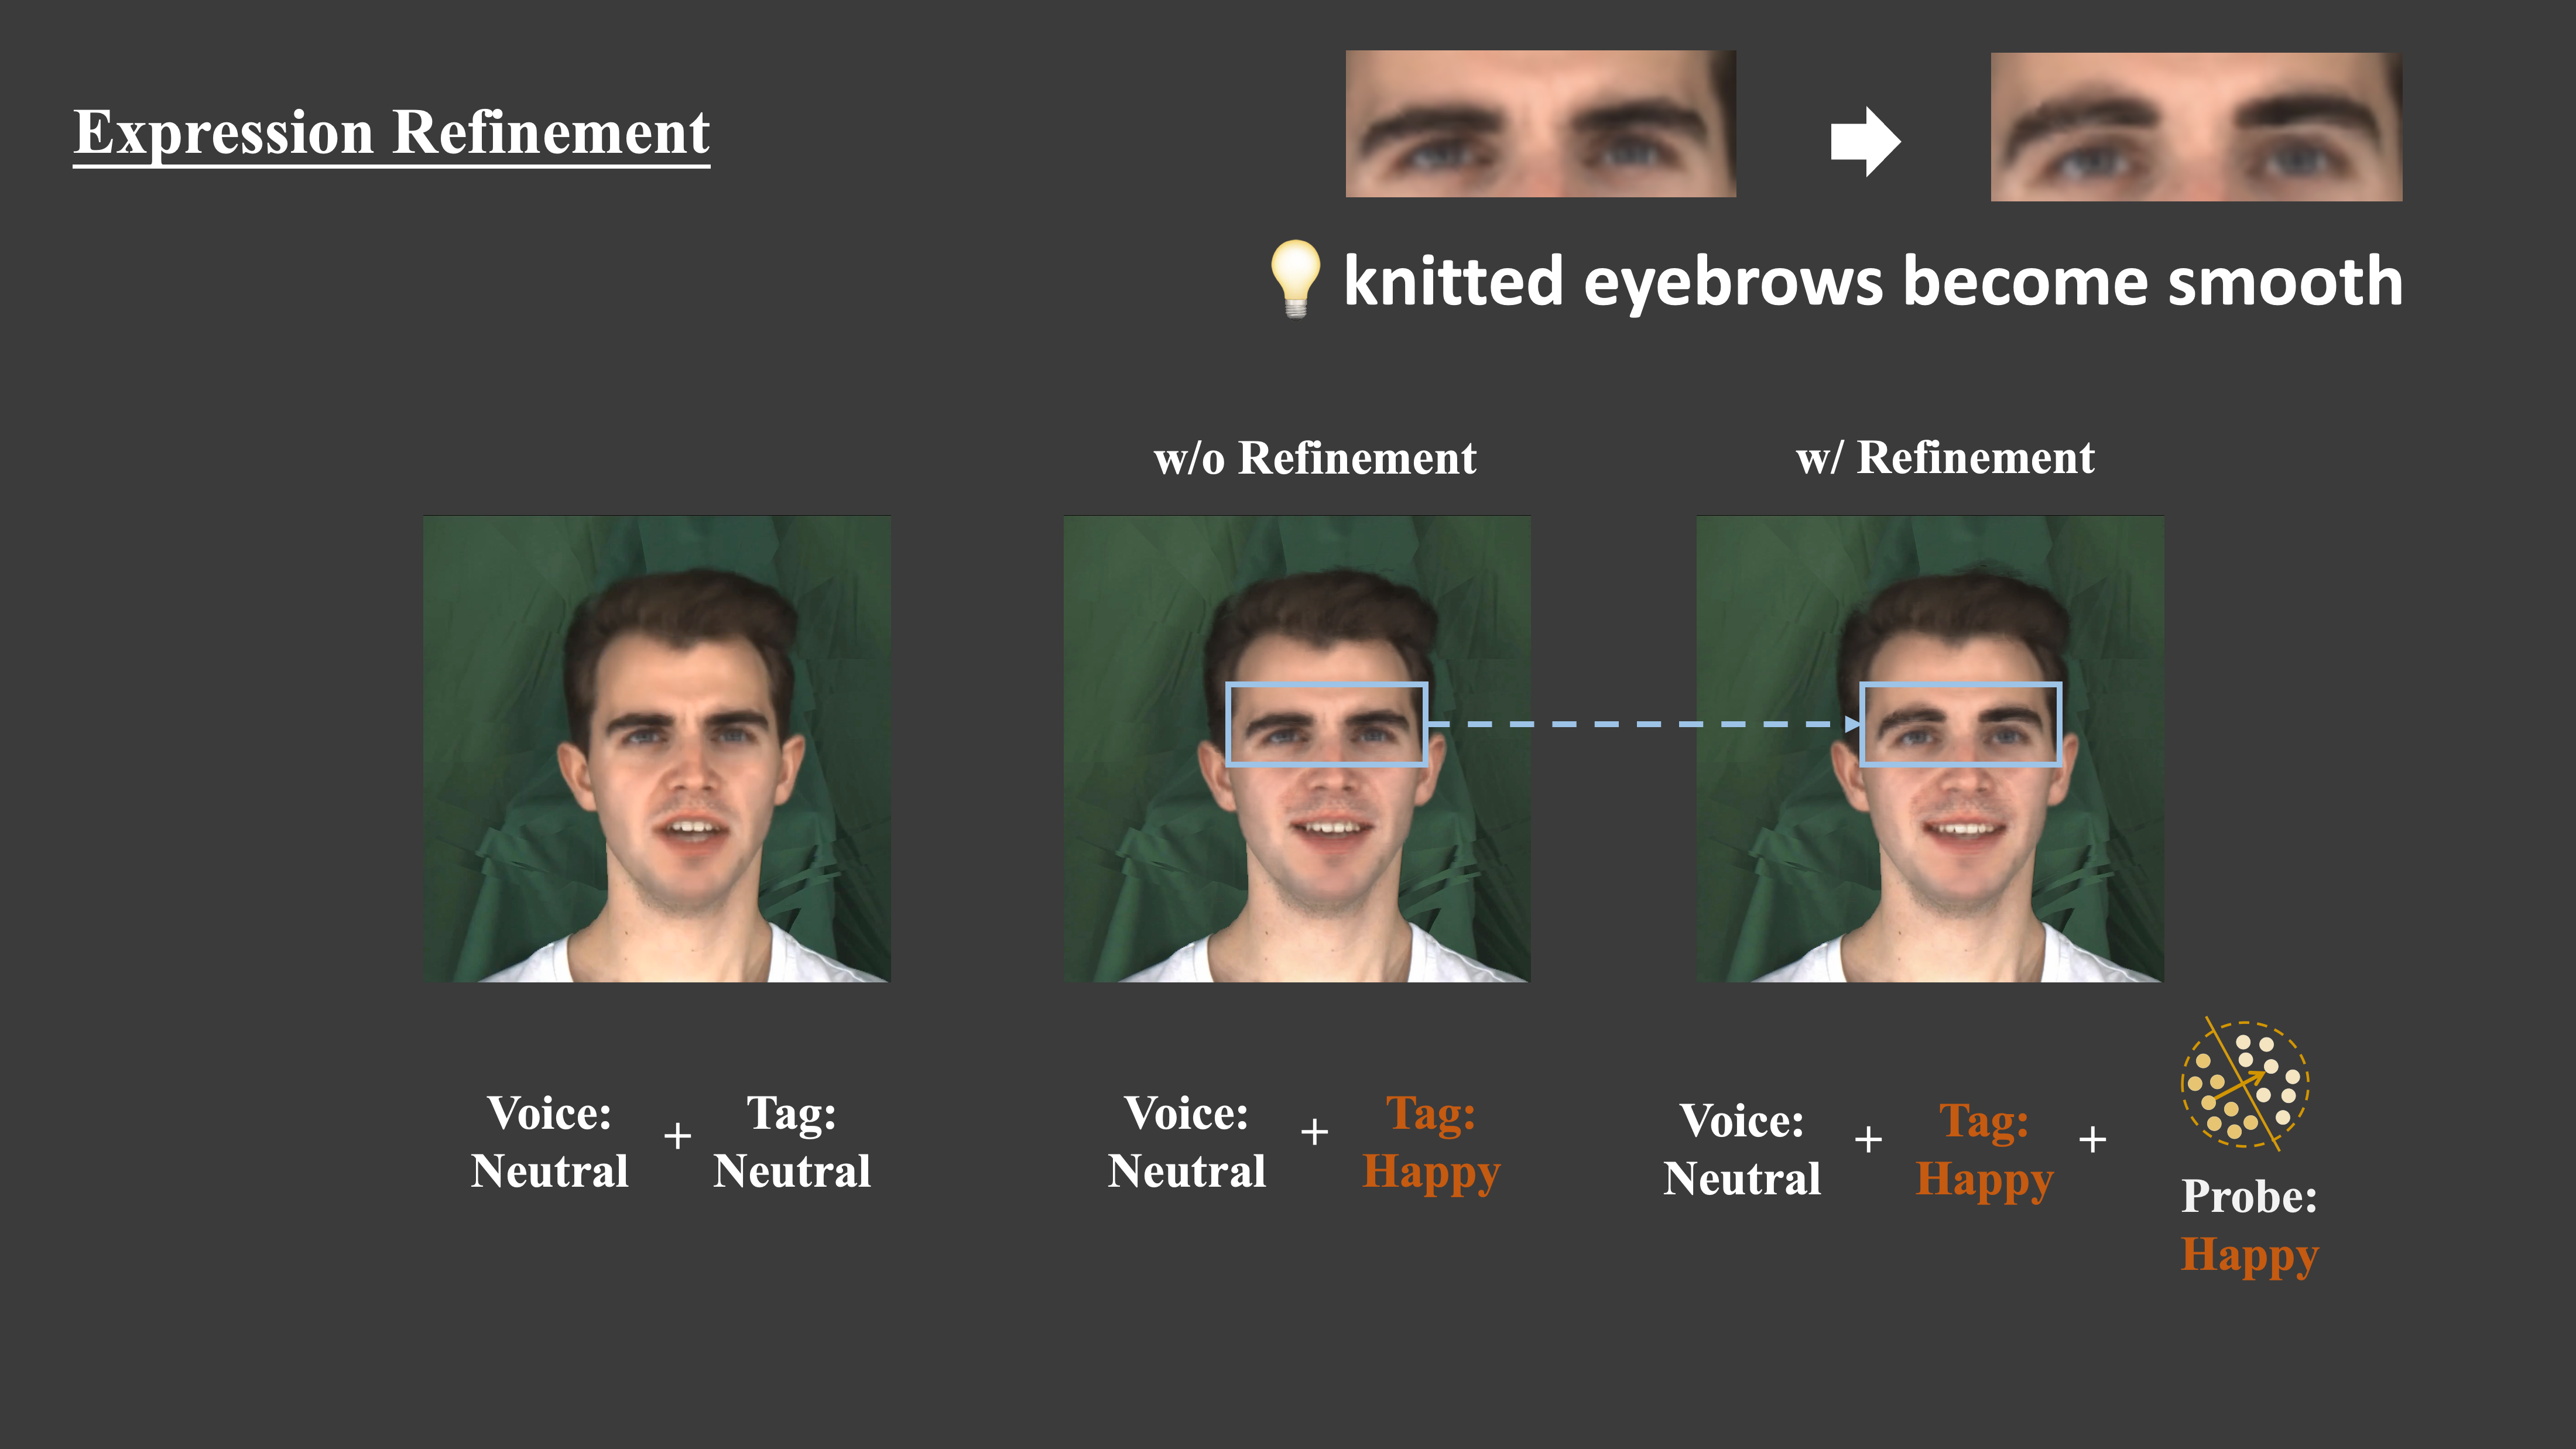 Expression Refinement
knitted eyebrows become smooth
w/o Refinement
w/ Refinement
Voice:
Neutral
+
Tag:
Neutral
Voice:
Neutral
+
Tag:
Happy
Voice:
Neutral
+
Tag:
Happy
+
Probe:
Happy